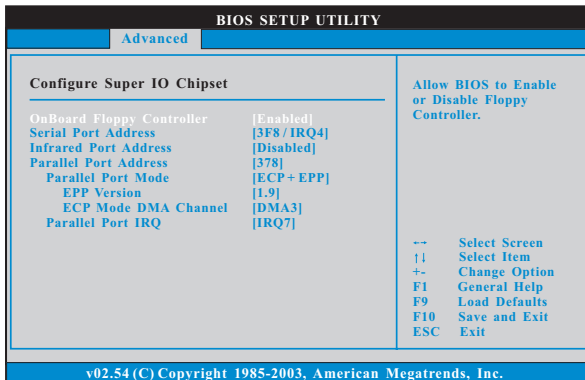 BIOS SETUP UTILITY
Advanced
Configure Super IO Chipset
OnBoard Floppy Controller [Enabled]
Serial Port Address [3F8 / IRQ4]
Infrared Port Address [Disabled]
Parallel Port Address [378]
Parallel Port Mode [ECP + EPP]
EPP Version [1.9]
ECP Mode DMA Channel [DMA3]
Parallel Port IRQ [IRQ7]
Allow BIOS to Enable
or Disable Floppy
Controller.
←→ Select Screen
↑↓ Select Item
+- Change Option
F1 General Help
F9 Load Defaults
F10 Save and Exit
ESC Exit
v02.54 (C) Copyright 1985-2003, American Megatrends, Inc.